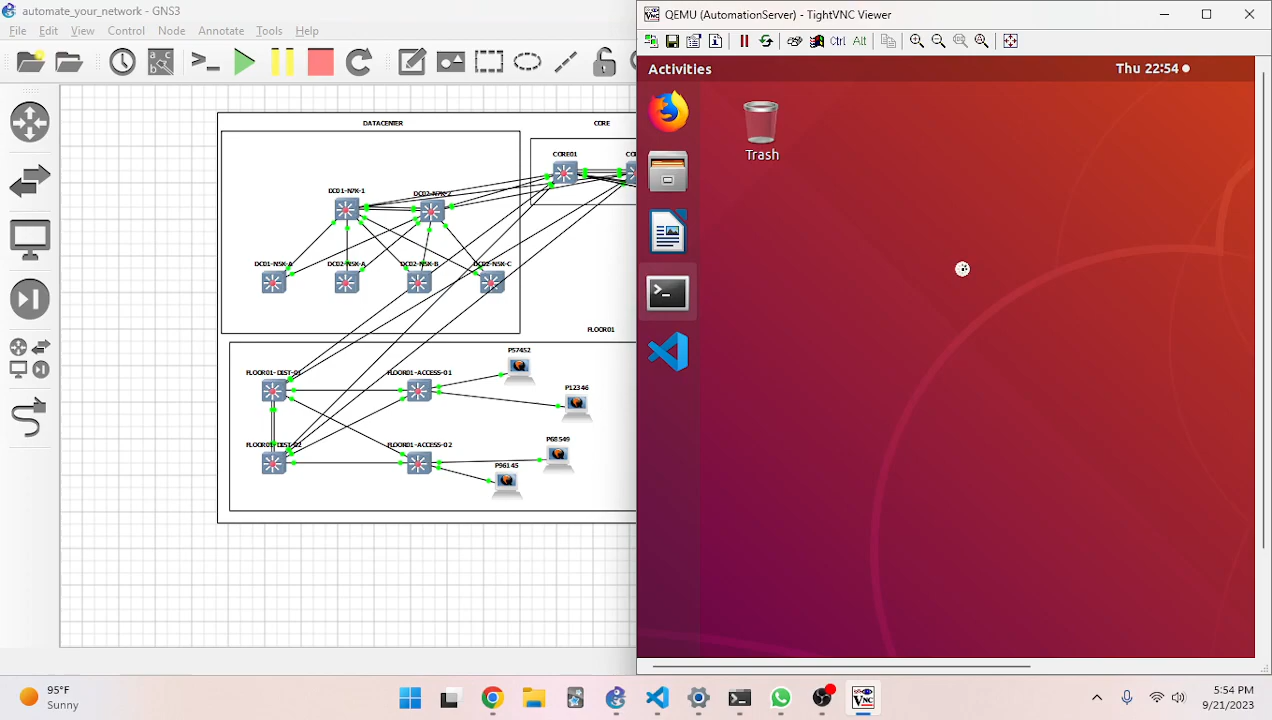 automate_your_network - GNS3
File Edit View Control Node Annotate Tools Help
DATACENTER
CORE
CORE01
DC01-N7K-1
DC01-N5K-A
DC02-N5K-A
DC02-N5K-B
DC02-N5K-C
FLOOR01
P57452
FLOOR01-DIST-01
FLOOR01-ACCESS-01
P12346
P68549
FLOOR01-DIST-02
FLOOR01-ACCESS-02
P96145
QEMU (AutomationServer) - TightVNC Viewer
Ctrl Alt
Activities
Thu 22:54
Trash
95°F
Sunny
VNC
5:54 PM
9/21/2023